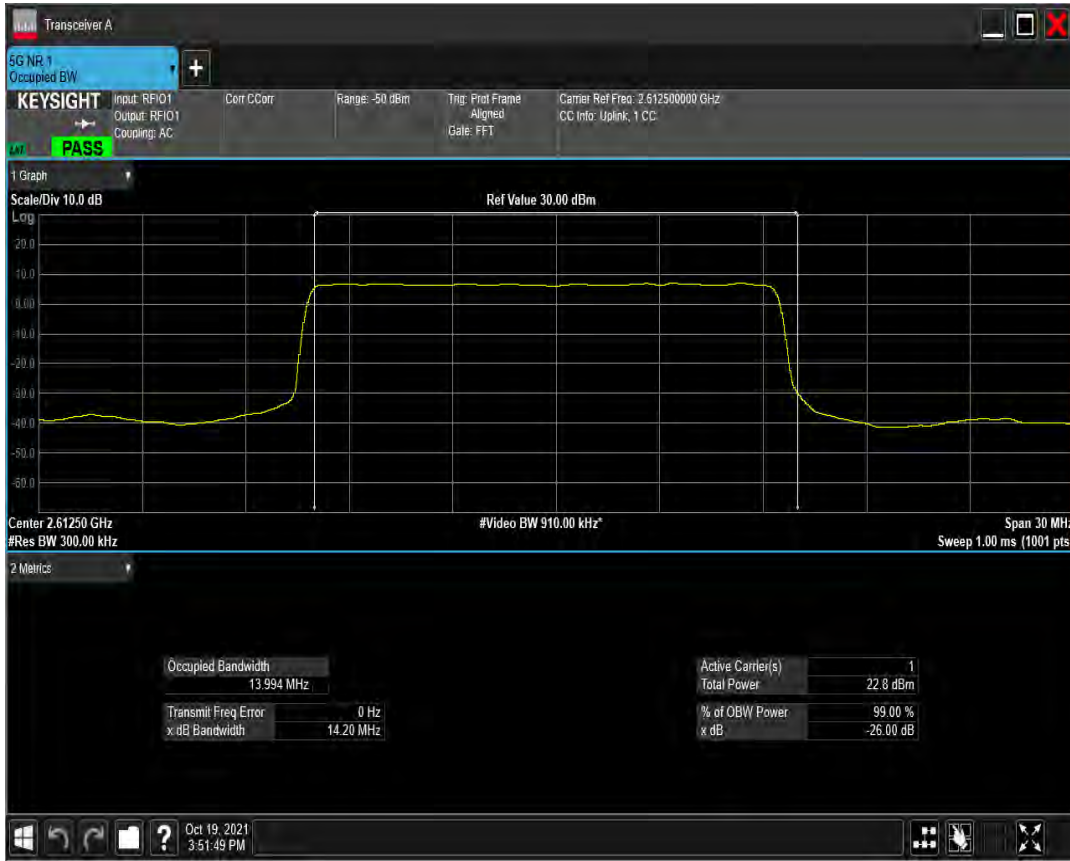 Transceiver A
5G NR 1
Occupied BW
+
KEYSIGHT
Input: RFIO1
Output: RFIO1
Coupling: AC
Corr CCorr
Range: -50 dBm
Trig: Prot Frame
Aligned
Gate: FFT
Carrier Ref Freq: 2.612500000 GHz
CC Info: Uplink, 1 CC
PASS
1 Graph
Scale/Div 10.0 dB
Ref Value 30.00 dBm
Log
20.0
10.0
0.00
-10.0
-20.0
-30.0
-40.0
-50.0
-60.0
Center 2.61250 GHz
#Video BW 910.00 kHz*
Span 30 MHz
#Res BW 300.00 kHz
Sweep 1.00 ms (1001 pts
2 Metrics
Occupied Bandwidth
13.994 MHz
Transmit Freq Error 0 Hz
x dB Bandwidth 14.20 MHz
Active Carrier(s) 1
Total Power 22.8 dBm
% of OBW Power 99.00 %
x dB -26.00 dB
?
Oct 19, 2021
3:51:49 PM